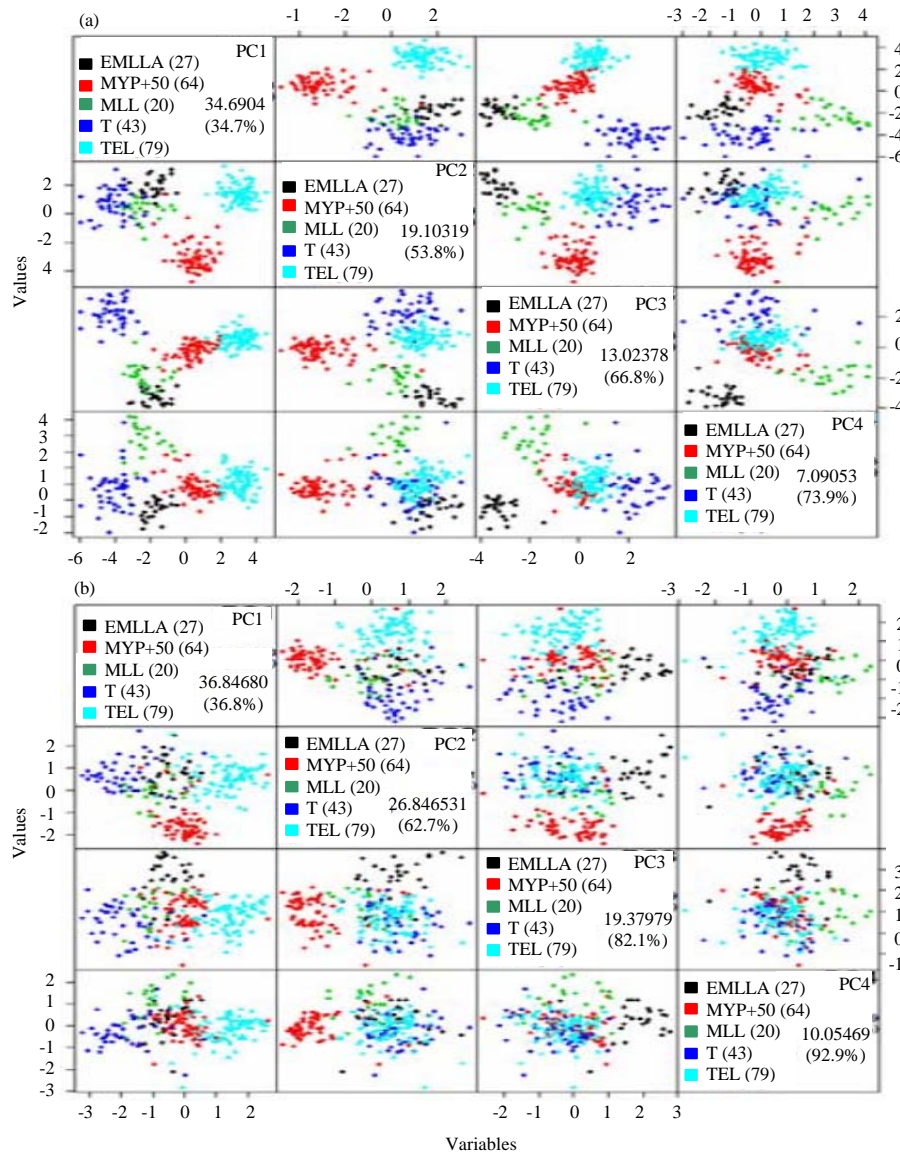 (a)
-1 0 2
-3 -1 0 1 2 3 4
EMLLA (27) PC1
MYP+50 (64)
MLL (20) 34.6904
T (43) (34.7%)
TEL (79)
4
2
0
-2
-4
-6
2
0
-2
4
EMLLA (27) PC2
MYP+50 (64)
MLL (20) 19.10319
T (43) (53.8%)
TEL (79)
Values
EMLLA (27) PC3
MYP+50 (64)
MLL (20) 13.02378
T (43) (66.8%)
TEL (79)
2
0
-2
-4
4
3
2
1
0
-1
-2
EMLLA (27) PC4
MYP+50 (64)
MLL (20) 7.09053
T (43) (73.9%)
TEL (79)
-6 -4 -2 0 2 4
-4 -2 0 2
(b)
-2 -1 0 1 2
-3 -2 -1 0 1 2
EMLLA (27) PC1
MYP+50 (64)
MLL (20) 36.84680
T (43) (36.8%)
TEL (79)
2
1
0
-1
-2
2
1
0
-1
-2
EMLLA (27) PC2
MYP+50 (64)
MLL (20) 26.846531
T (43) (62.7%)
TEL (79)
Values
EMLLA (27) PC3
MYP+50 (64)
MLL (20) 19.37979
T (43) (82.1%)
TEL (79)
3
2
1
0
-1
2
1
0
-1
-2
-3
EMLLA (27) PC4
MYP+50 (64)
MLL (20) 10.05469
T (43) (92.9%)
TEL (79)
-3 -2 -1 0 1 2
-2 -1 0 1 2 3
Variables